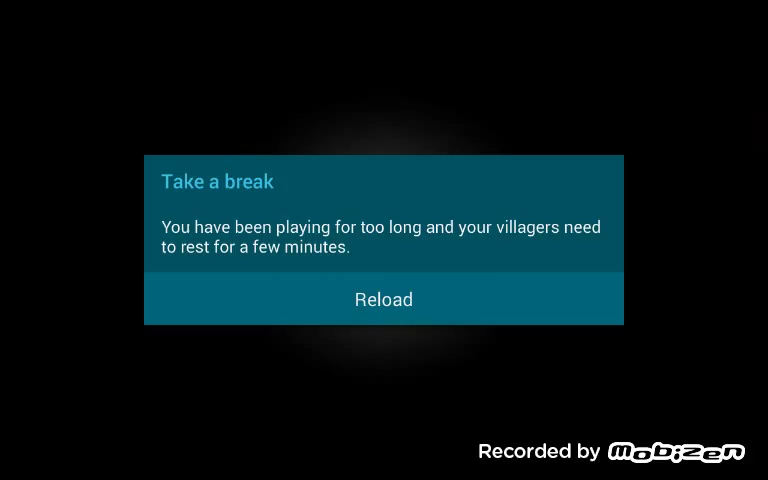 Take a break
You have been playing for too long and your villagers need
to rest for a few minutes.
Reload
Recorded by mobizen